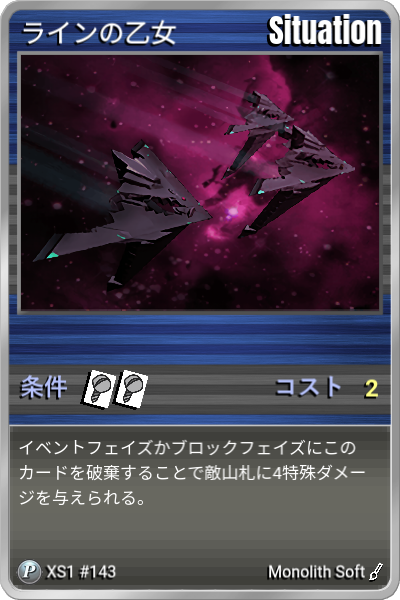 ラインの乙女 Situation
条件 コスト 2
イベントフェイズかブロックフェイズにこの
カードを破棄することで敵山札に4特殊ダメー
ジを与えられる。
P XS1 #143 Monolith Soft